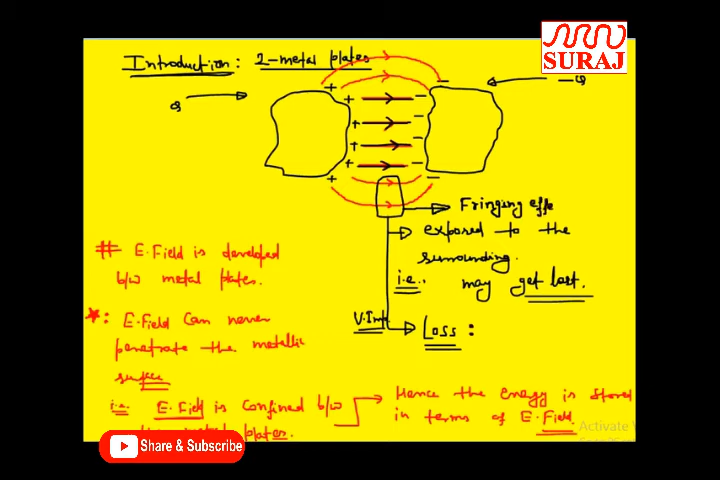 SURAJ
Introduction: 2-metal plates
Q
-Q
+ + + + + +
- - - - - -
Fringing effe
exposed to the
surrounding.
i.e. may get lost.
V.Imp
Loss:
# E.Field is developed
b/w metal plates.
*: E.Field can never
penetrate the metallic
surface
i.e. E.Field is confined b/w
metal plates.
Hence the energy is stored
in terms of E.Field.
Activate
Share & Subscribe